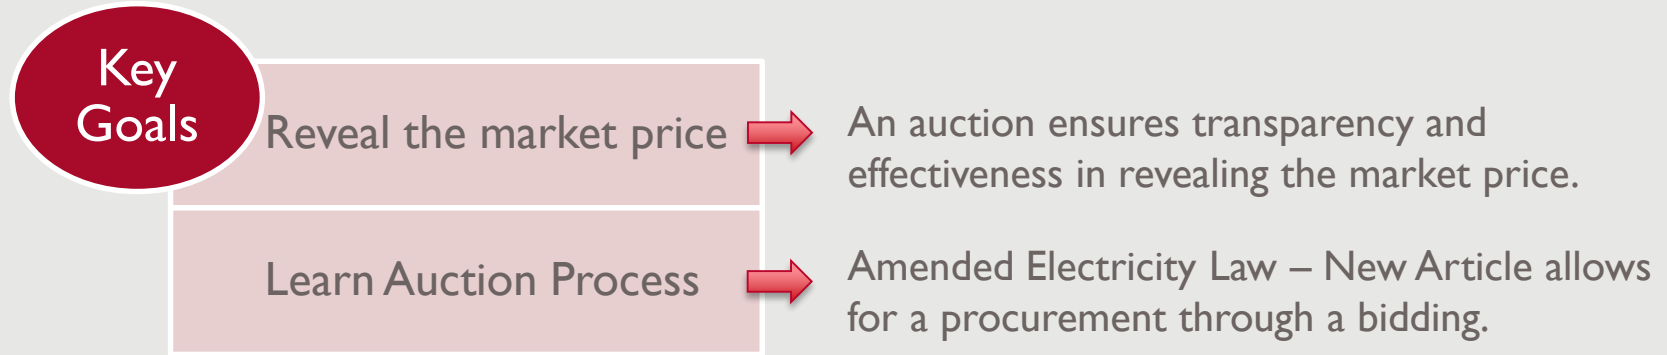 Key
Goals
Reveal the market price
An auction ensures transparency and
effectiveness in revealing the market price.
Learn Auction Process
Amended Electricity Law – New Article allows
for a procurement through a bidding.